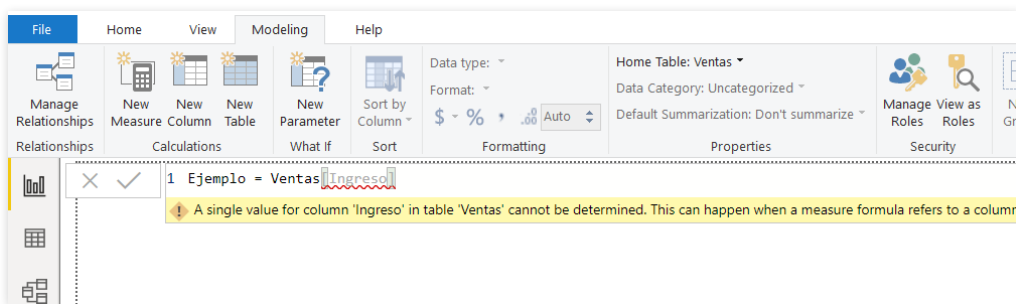 File Home View Modeling Help
Manage Relationships
New Measure
New Column
New Table
New Parameter
Sort by Column
Data type:
Format:
$ % , .00 Auto
Home Table: Ventas
Data Category: Uncategorized
Default Summarization: Don't summarize
Manage Roles
View as Roles
Relationships Calculations What If Sort Formatting Properties Security
1 Ejemplo = Ventas[Ingreso]
A single value for column 'Ingreso' in table 'Ventas' cannot be determined. This can happen when a measure formula refers to a column